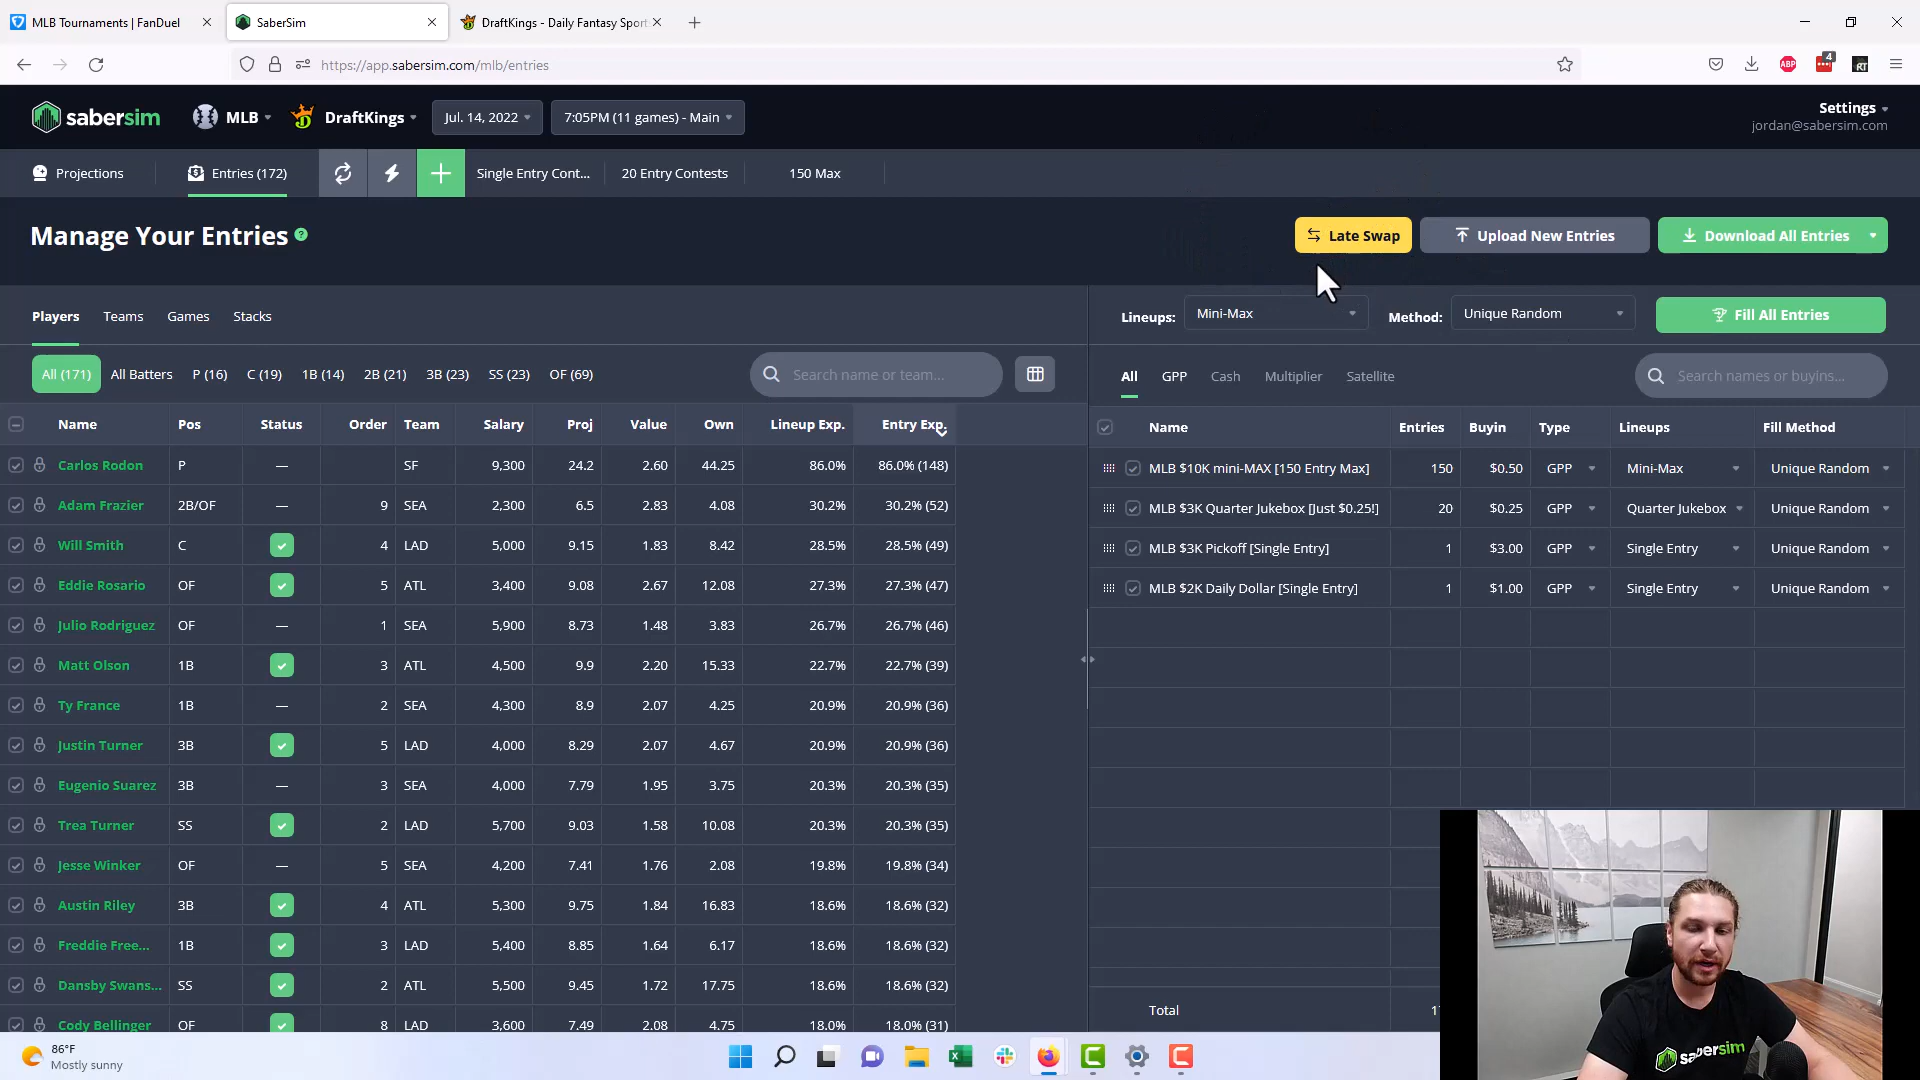 MLB Tournaments | FanDuel
SaberSim
DraftKings - Daily Fantasy Sport
https://app.sabersim.com/mlb/entries
ABP
4
RT
sabersim
MLB
DraftKings
Jul. 14, 2022
7:05PM (11 games) - Main
Settings
jordan@sabersim.com
Projections
Entries (172)
Single Entry Cont...
20 Entry Contests
150 Max
Manage Your Entries
Late Swap
Upload New Entries
Download All Entries
Players Teams Games Stacks
Lineups: Mini-Max Method: Unique Random Fill All Entries
All (171) All Batters P (16) C (19) 1B (14) 2B (21) 3B (23) SS (23) OF (69) Search name or team...
All GPP Cash Multiplier Satellite Search names or buyins...
Name Pos Status Order Team Salary Proj Value Own Lineup Exp. Entry Exp.
Carlos Rodon P — SF 9,300 24.2 2.60 44.25 86.0% 86.0% (148)
Adam Frazier 2B/OF — 9 SEA 2,300 6.5 2.83 4.08 30.2% 30.2% (52)
Will Smith C 4 LAD 5,000 9.15 1.83 8.42 28.5% 28.5% (49)
Eddie Rosario OF 5 ATL 3,400 9.08 2.67 12.08 27.3% 27.3% (47)
Julio Rodriguez OF — 1 SEA 5,900 8.73 1.48 3.83 26.7% 26.7% (46)
Matt Olson 1B 3 ATL 4,500 9.9 2.20 15.33 22.7% 22.7% (39)
Ty France 1B — 2 SEA 4,300 8.9 2.07 4.25 20.9% 20.9% (36)
Justin Turner 3B 5 LAD 4,000 8.29 2.07 4.67 20.9% 20.9% (36)
Eugenio Suarez 3B — 3 SEA 4,000 7.79 1.95 3.75 20.3% 20.3% (35)
Trea Turner SS 2 LAD 5,700 9.03 1.58 10.08 20.3% 20.3% (35)
Jesse Winker OF — 5 SEA 4,200 7.41 1.76 2.08 19.8% 19.8% (34)
Austin Riley 3B 4 ATL 5,300 9.75 1.84 16.83 18.6% 18.6% (32)
Freddie Free... 1B 3 LAD 5,400 8.85 1.64 6.17 18.6% 18.6% (32)
Dansby Swans... SS 2 ATL 5,500 9.45 1.72 17.75 18.6% 18.6% (32)
Cody Bellinger OF 8 LAD 3,600 7.49 2.08 4.75 18.0% 18.0% (31)
Name Entries Buyin Type Lineups Fill Method
MLB $10K mini-MAX [150 Entry Max] 150 $0.50 GPP Mini-Max Unique Random
MLB $3K Quarter Jukebox [Just $0.25!] 20 $0.25 GPP Quarter Jukebox Unique Random
MLB $3K Pickoff [Single Entry] 1 $3.00 GPP Single Entry Unique Random
MLB $2K Daily Dollar [Single Entry] 1 $1.00 GPP Single Entry Unique Random
Total
sabersim
86°F
Mostly sunny